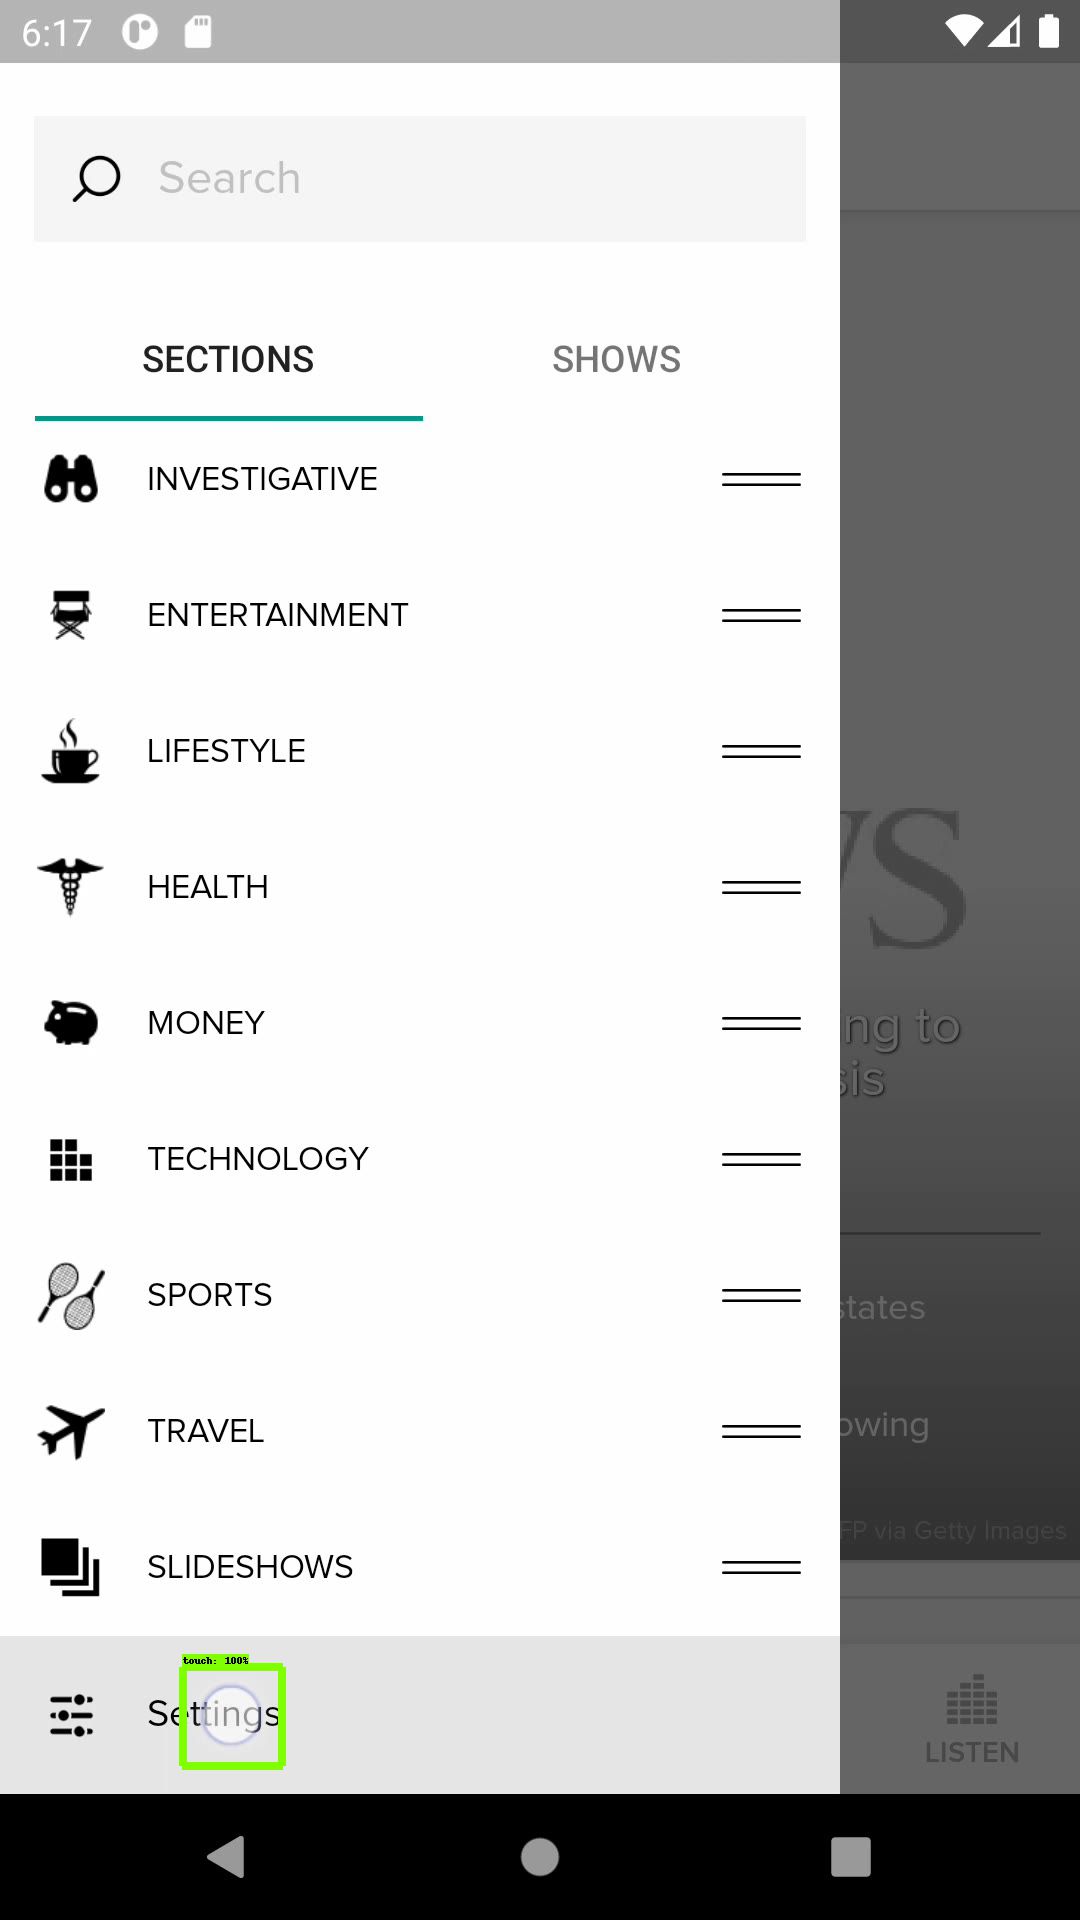 6:17
Search
SECTIONS
SHOWS
INVESTIGATIVE
ENTERTAINMENT
LIFESTYLE
HEALTH
MONEY
TECHNOLOGY
SPORTS
TRAVEL
SLIDESHOWS
touch: 100%
Settings
WS
ng to
sis
states
owing
FP via Getty Images
LISTEN